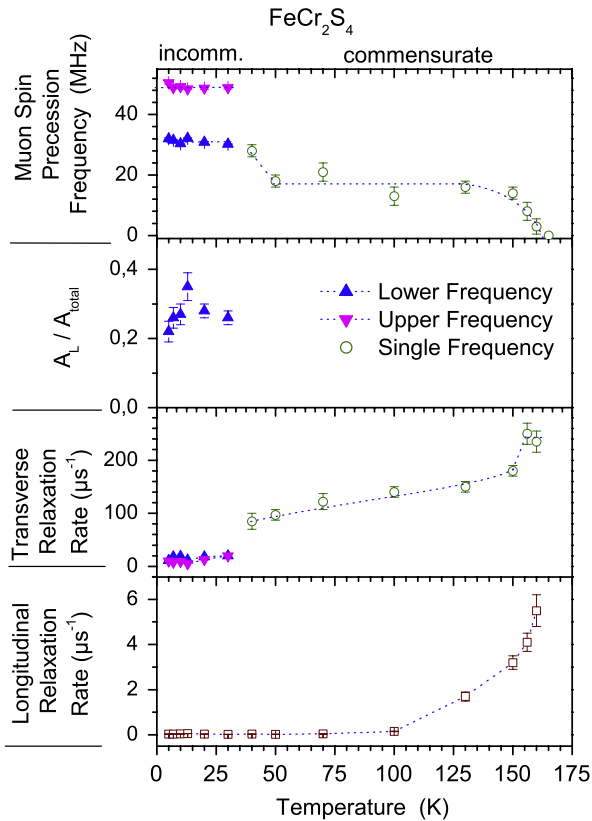 FeCr₂S₄
incomm. commensurate
Muon Spin
Precession
Frequency (MHz)
40
20
0
A_L / A_total
0,4
0,2
0,0
Lower Frequency
Upper Frequency
Single Frequency
Transverse
Relaxation
Rate (µs⁻¹)
200
100
0
Longitudinal
Relaxation
Rate (µs⁻¹)
6
4
2
0
0 25 50 75 100 125 150 175
Temperature (K)